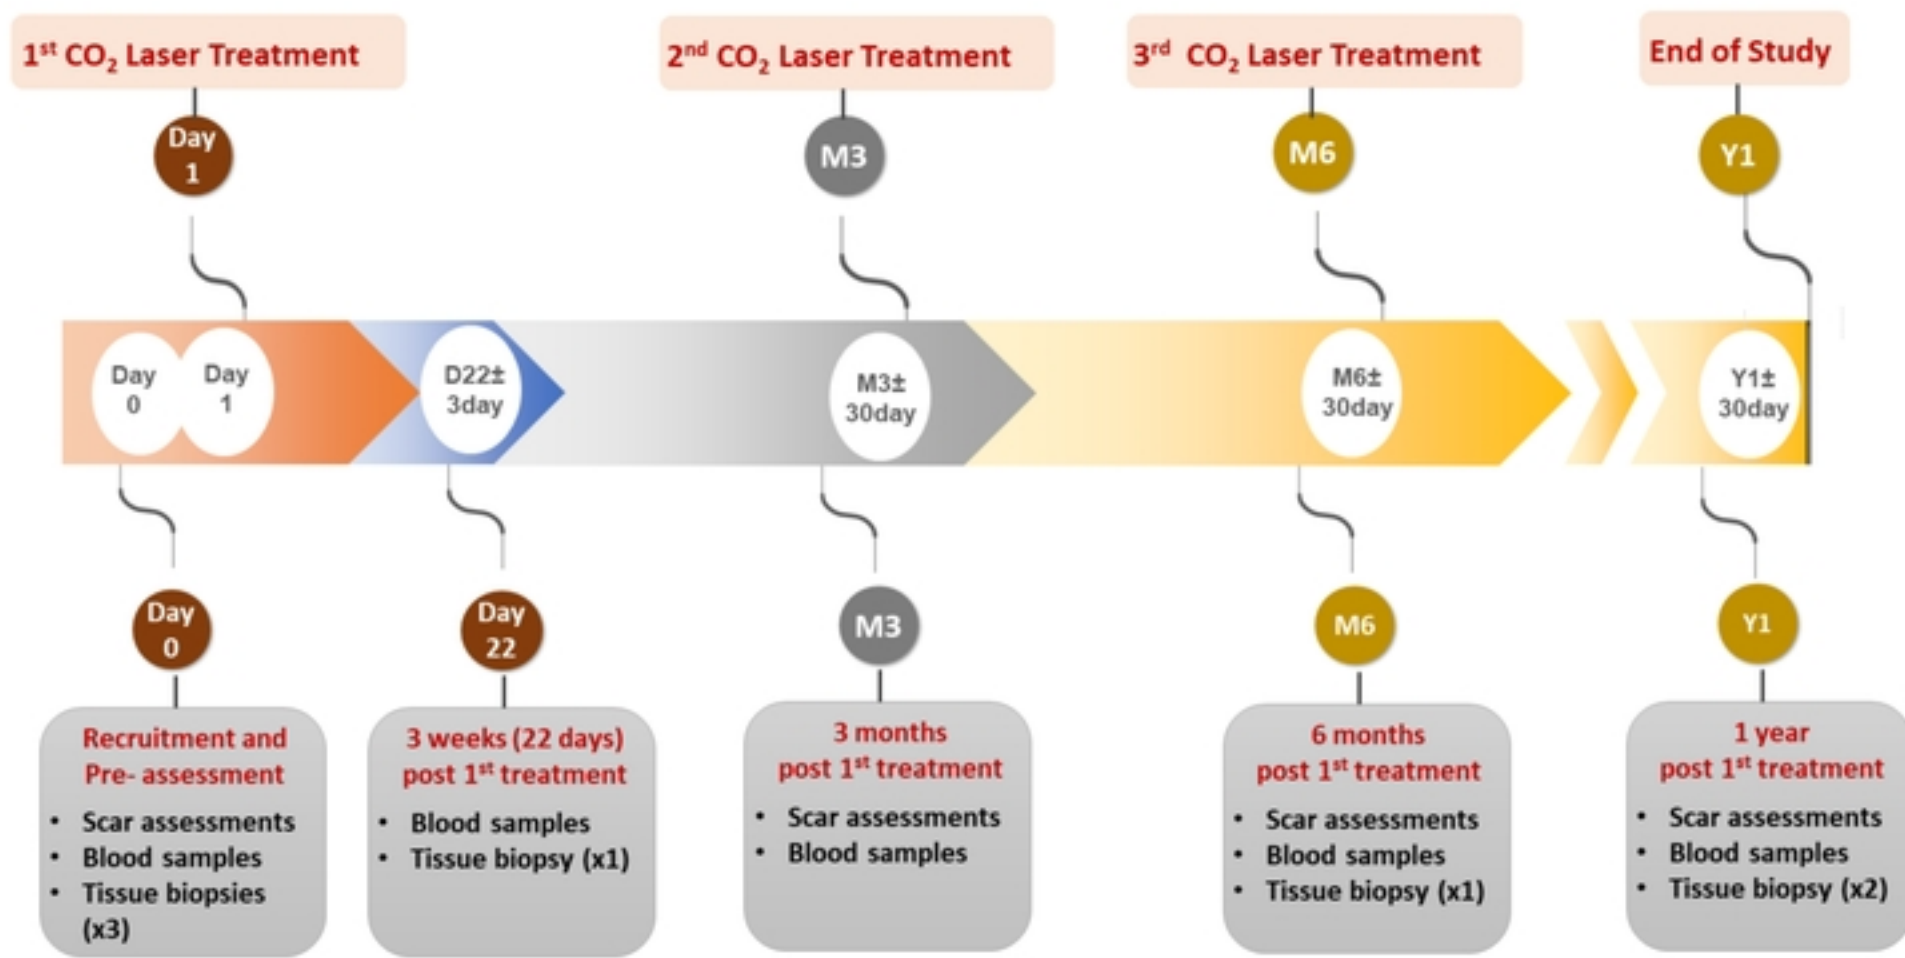 1st CO2 Laser Treatment
2nd CO2 Laser Treatment
3rd CO2 Laser Treatment
End of Study
Day
1
M3
M6
Y1
Day
0
Day
1
D22±
3day
M3±
30day
M6±
30day
Y1±
30day
Day
0
Day
22
M3
M6
Y1
Recruitment and
Pre- assessment
• Scar assessments
• Blood samples
• Tissue biopsies
(x3)
3 weeks (22 days)
post 1st treatment
• Blood samples
• Tissue biopsy (x1)
3 months
post 1st treatment
• Scar assessments
• Blood samples
6 months
post 1st treatment
• Scar assessments
• Blood samples
• Tissue biopsy (x1)
1 year
post 1st treatment
• Scar assessments
• Blood samples
• Tissue biopsy (x2)